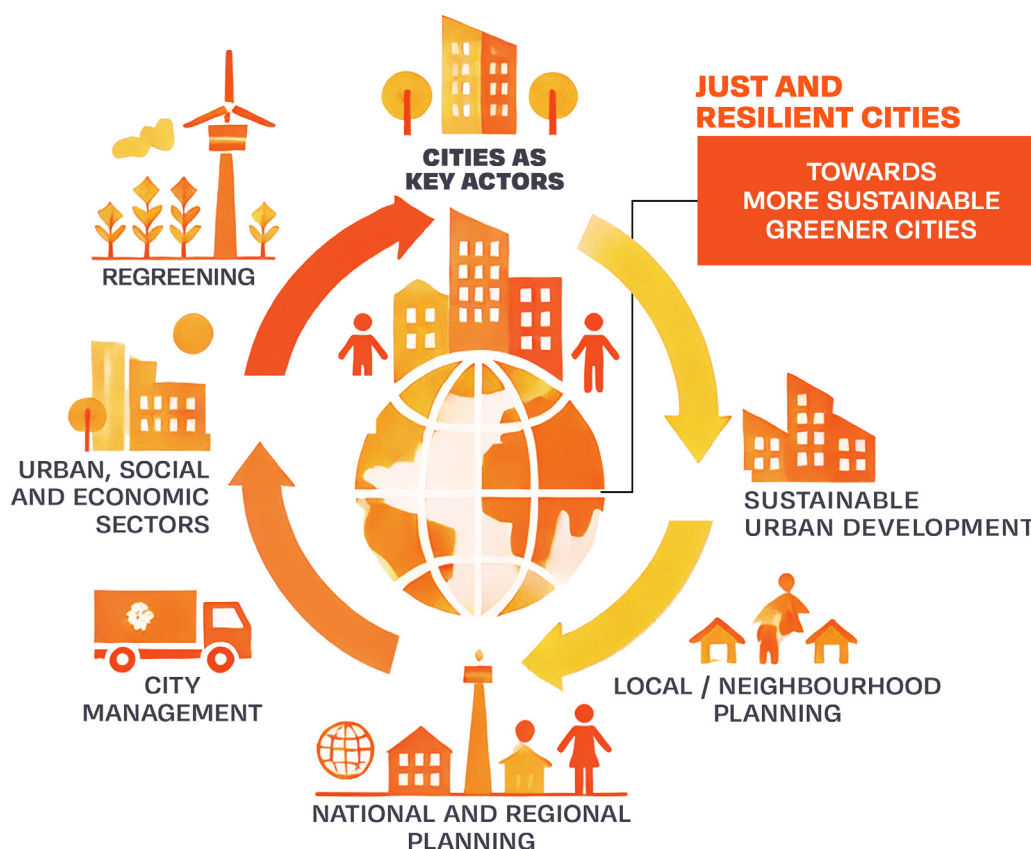 JUST AND
RESILIENT CITIES
TOWARDS
MORE SUSTAINABLE
GREENER CITIES
CITIES AS
KEY ACTORS
SUSTAINABLE
URBAN DEVELOPMENT
LOCAL / NEIGHBOURHOOD
PLANNING
NATIONAL AND REGIONAL
PLANNING
CITY
MANAGEMENT
URBAN, SOCIAL
AND ECONOMIC
SECTORS
REGREENING